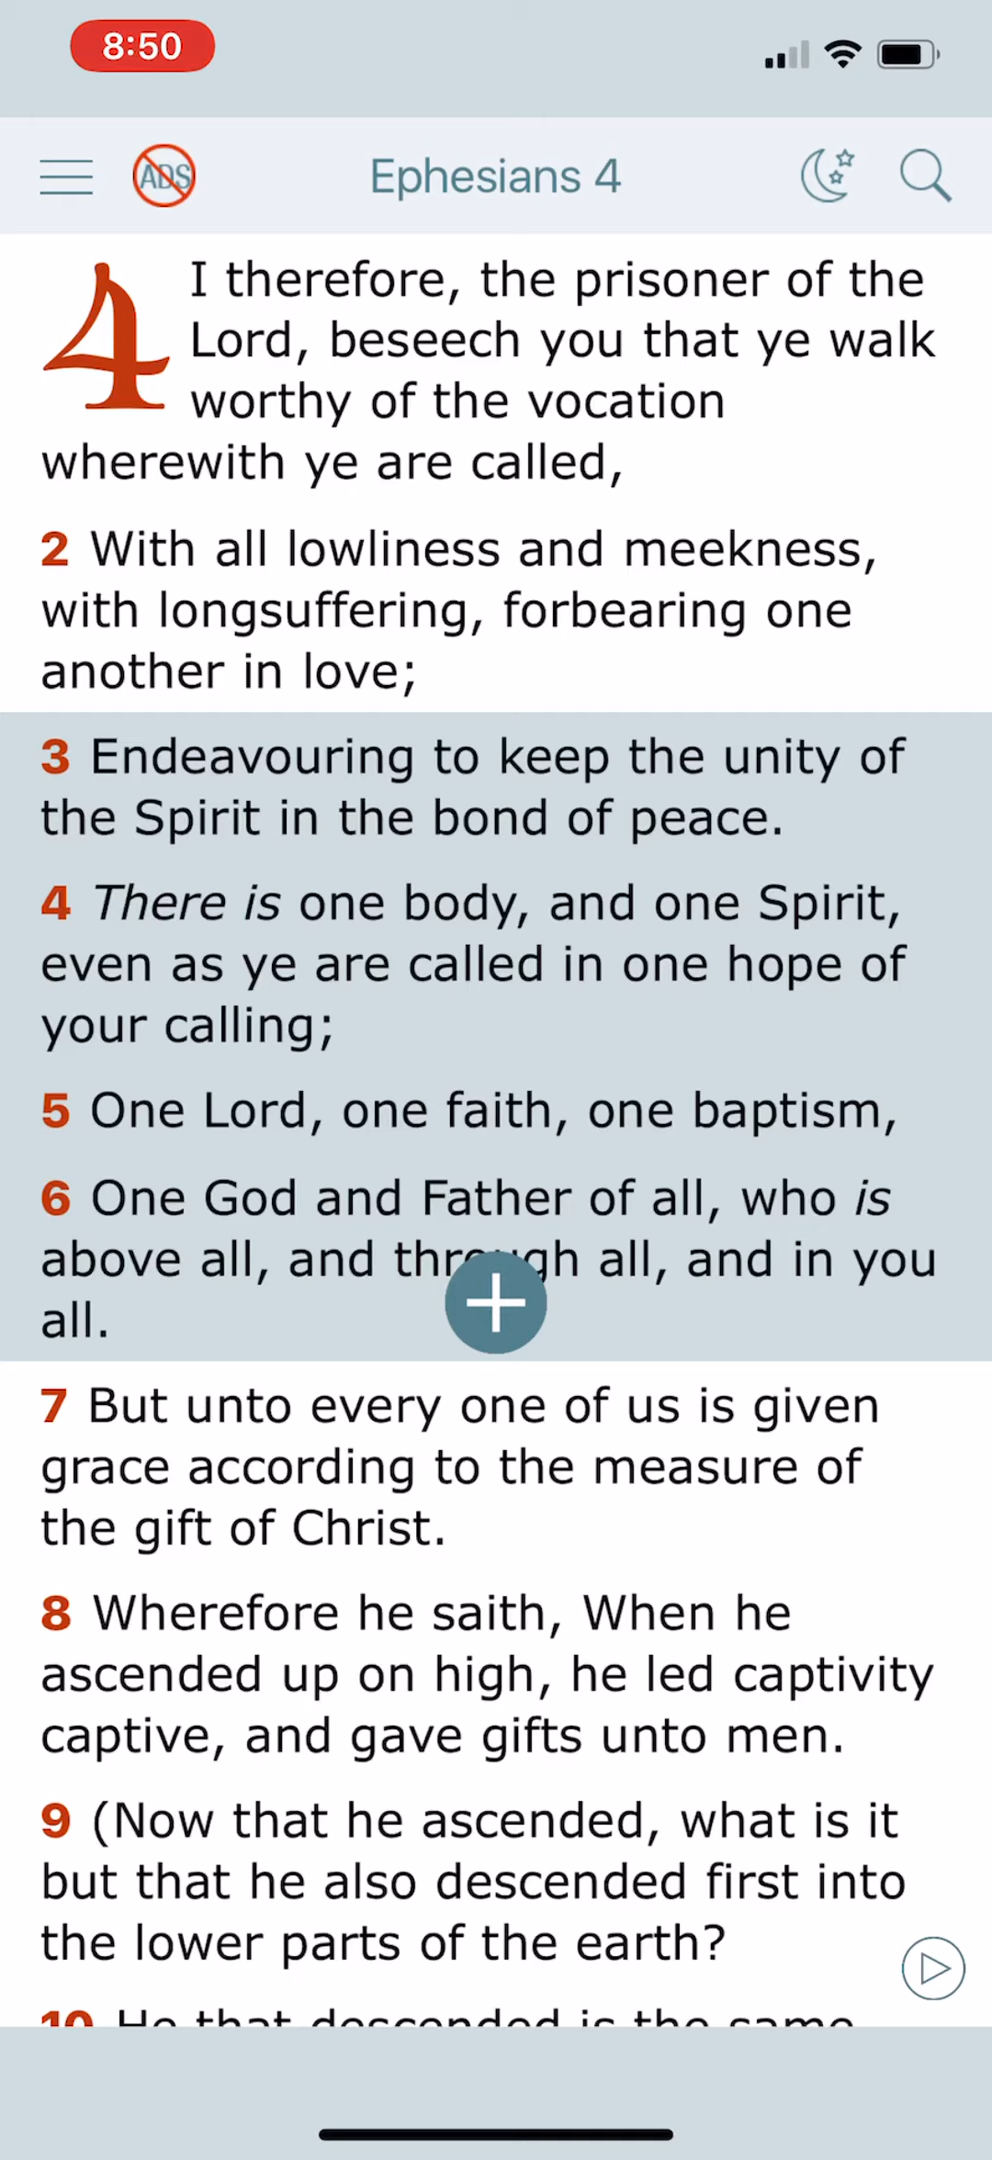 8:50
ADS
Ephesians 4
4 I therefore, the prisoner of the
Lord, beseech you that ye walk
worthy of the vocation
wherewith ye are called,
2 With all lowliness and meekness,
with longsuffering, forbearing one
another in love;
3 Endeavouring to keep the unity of
the Spirit in the bond of peace.
4 There is one body, and one Spirit,
even as ye are called in one hope of
your calling;
5 One Lord, one faith, one baptism,
6 One God and Father of all, who is
above all, and through all, and in you
all.
7 But unto every one of us is given
grace according to the measure of
the gift of Christ.
8 Wherefore he saith, When he
ascended up on high, he led captivity
captive, and gave gifts unto men.
9 (Now that he ascended, what is it
but that he also descended first into
the lower parts of the earth?
10 He that descended is the same